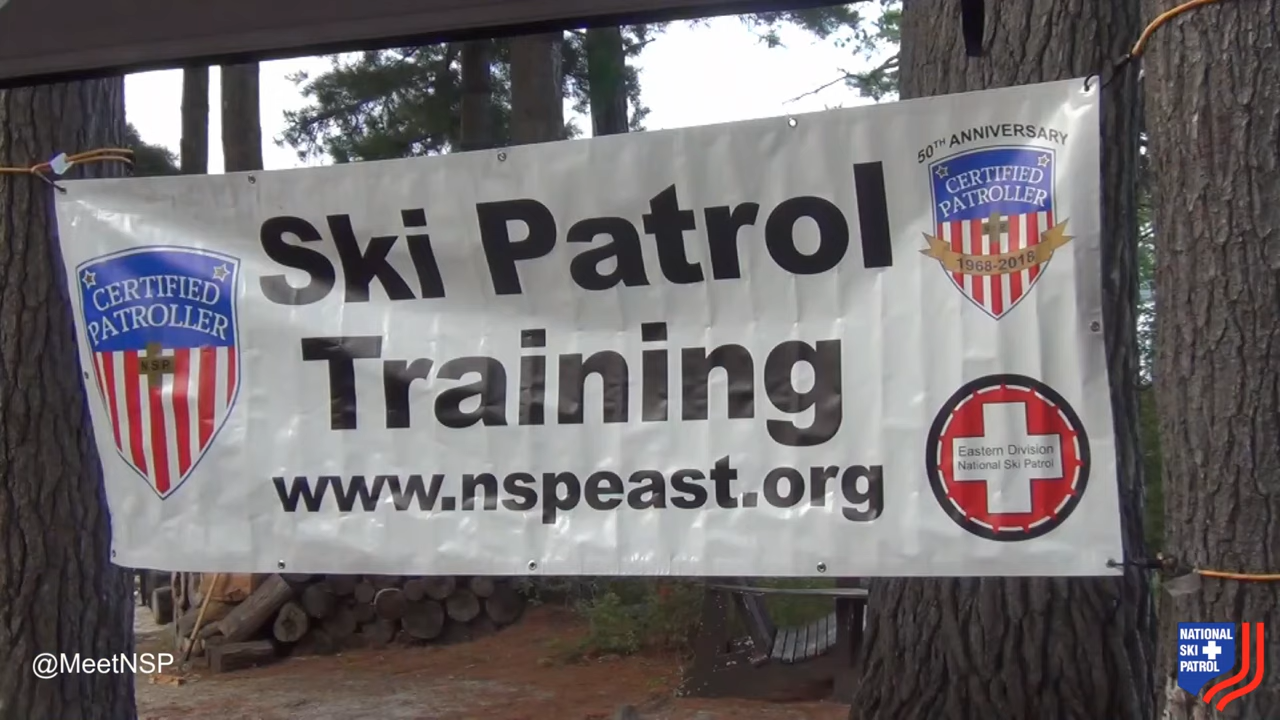 Ski Patrol
Training
www.nspeast.org
CERTIFIED
PATROLLER
NSP
50TH ANNIVERSARY
CERTIFIED
PATROLLER
1968-2018
Eastern Division
National Ski Patrol
@MeetNSP
NATIONAL
SKI
PATROL